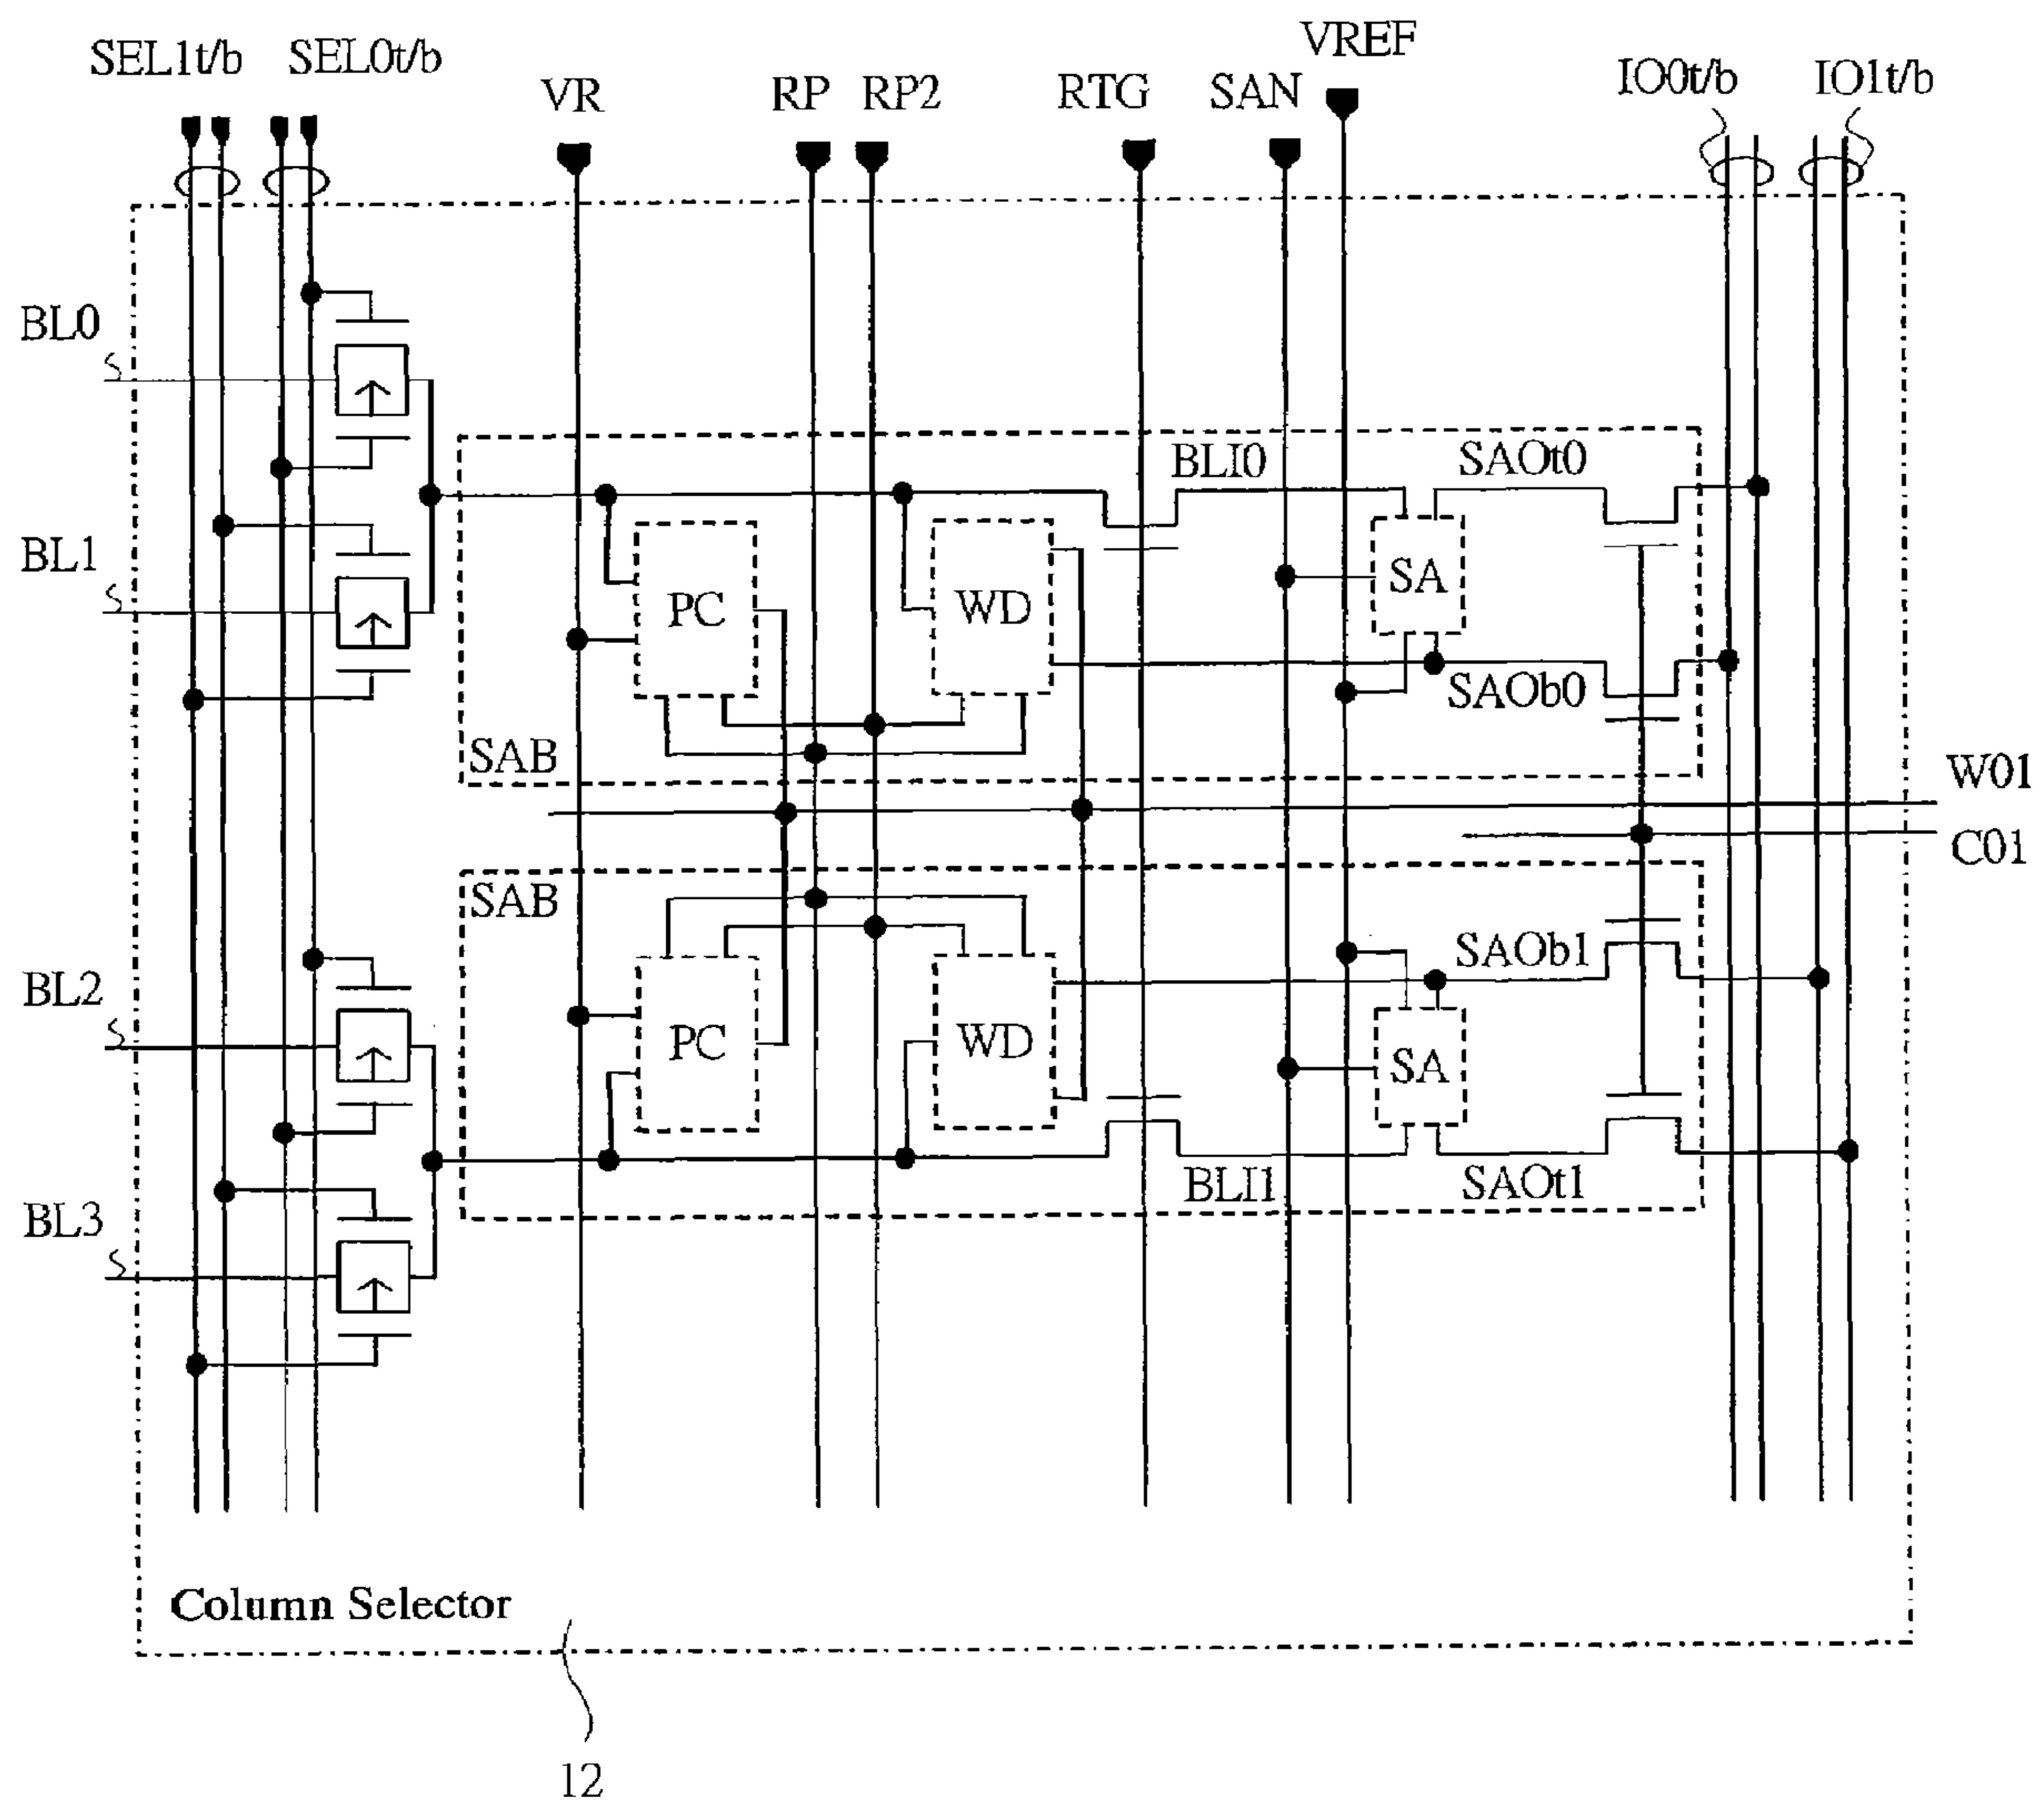 SEL1t/b SEL0t/b VR RP RP2 RTG SAN VREF IO0t/b IO1t/b
BL0
BLI0 SAOt0
BL1
PC WD SA
SAOb0
SAB
W01
C01
SAB
SAOb1
BL2
PC WD SA
BLI1 SAOt1
BL3
Column Selector
12